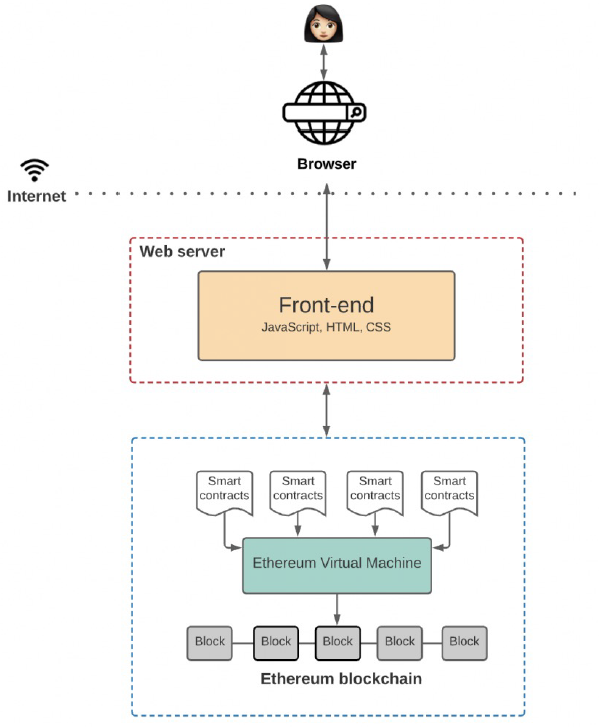 Browser
Internet
Web server
Front-end
JavaScript, HTML, CSS
Smart contracts
Smart contracts
Smart contracts
Smart contracts
Ethereum Virtual Machine
Block
Block
Block
Block
Block
Ethereum blockchain